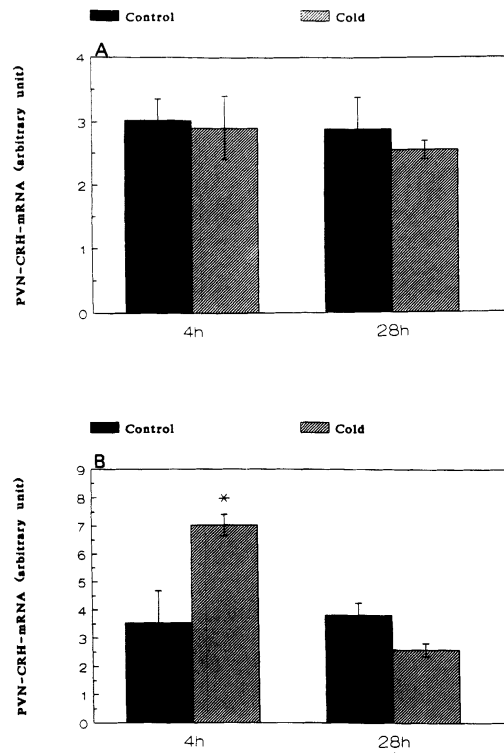 Control Cold
A
4
3
2
1
0
PVN-CRH-mRNA (arbitrary unit)
4h 28h
Control Cold
B
9
8
7
6
5
4
3
2
1
0
PVN-CRH-mRNA (arbitrary unit)
*
4h 28h